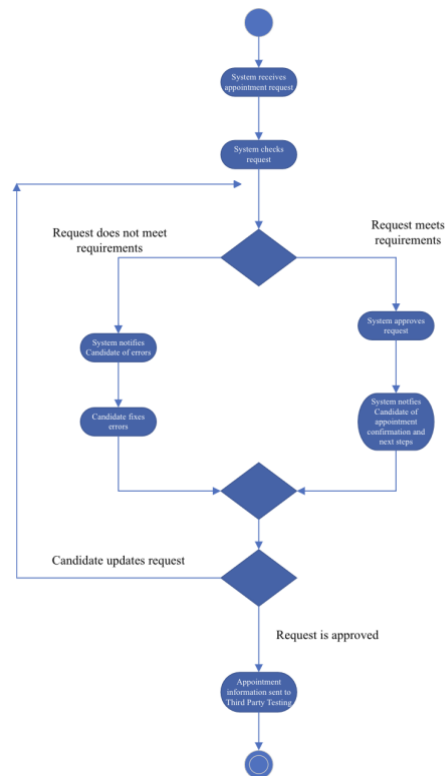 System receives
appointment request
System checks
request
Request does not meet
requirements
Request meets
requirements
System notifies
Candidate of errors
System approves
request
Candidate fixes
errors
System notfies
Candidate of
appointment
confirmation and
next steps
Candidate updates request
Request is approved
Appointment
information sent to
Third Party Testing